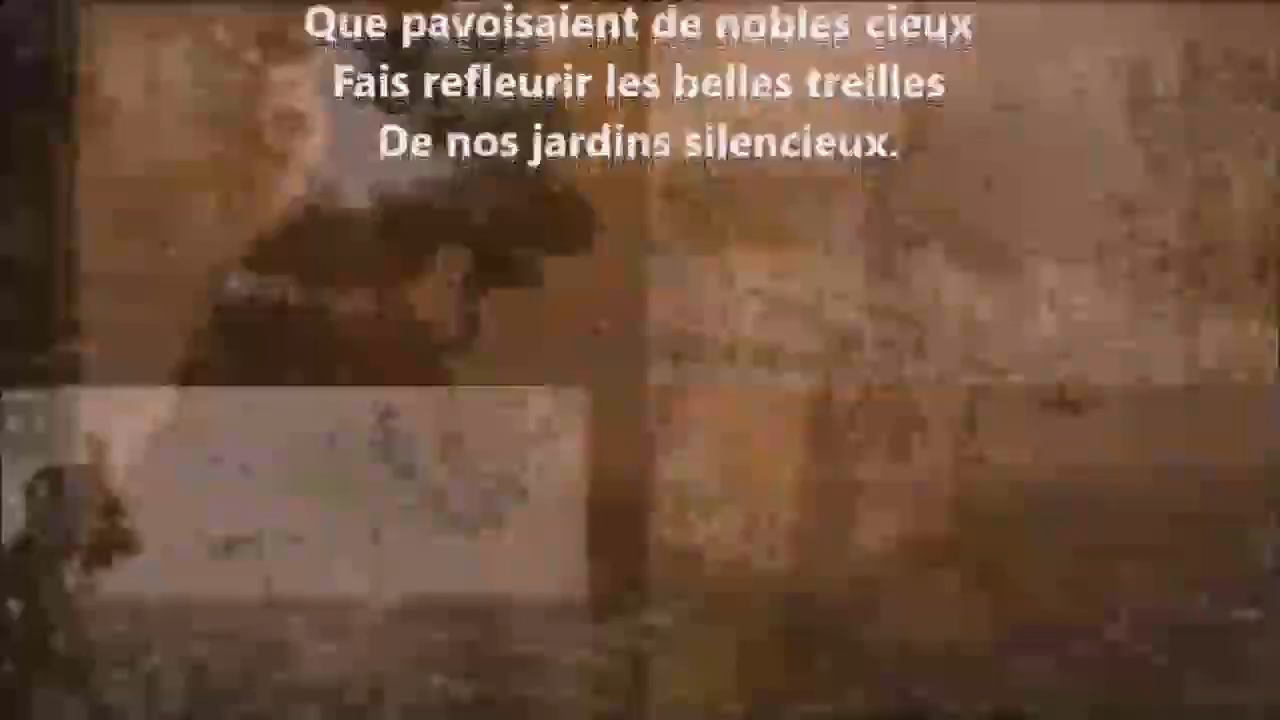 Que pavoisaient de nobles cieux
Fais refleurir les belles treilles
De nos jardins silencieux.